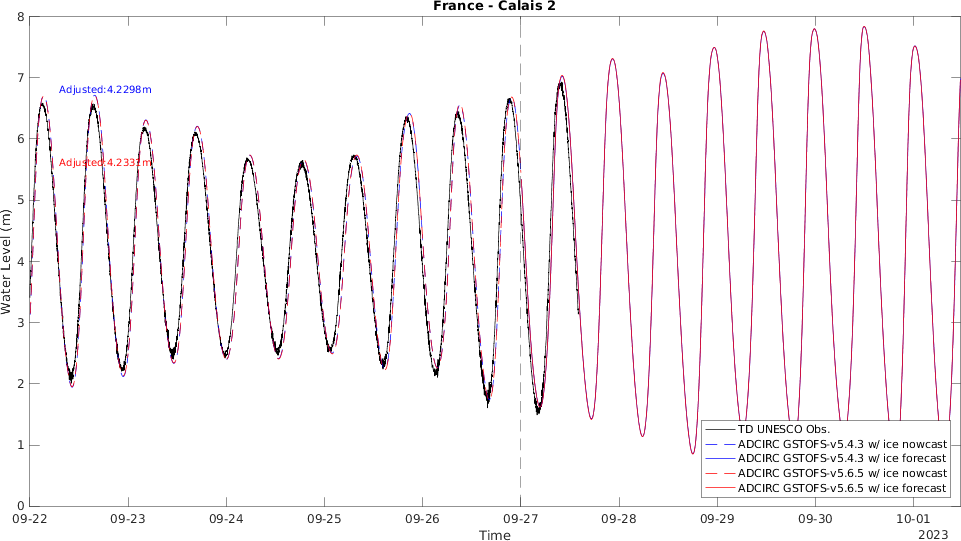 France - Calais 2
8
7
6
5
4
3
2
1
0
Water Level (m)
Adjusted:4.2298m
Adjusted:4.2331m
TD UNESCO Obs.
ADCIRC GSTOFS-v5.4.3 w/ ice nowcast
ADCIRC GSTOFS-v5.4.3 w/ ice forecast
ADCIRC GSTOFS-v5.6.5 w/ ice nowcast
ADCIRC GSTOFS-v5.6.5 w/ ice forecast
09-22 09-23 09-24 09-25 09-26 09-27 09-28 09-29 09-30 10-01
Time
2023